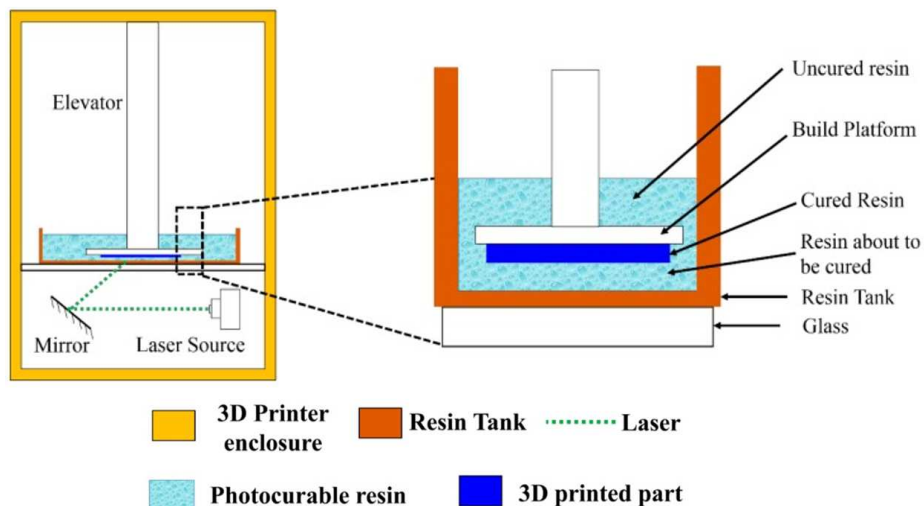 Elevator
Mirror
Laser Source
Uncured resin
Build Platform
Cured Resin
Resin about to
be cured
Resin Tank
Glass
3D Printer
enclosure
Resin Tank
Laser
Photocurable resin
3D printed part